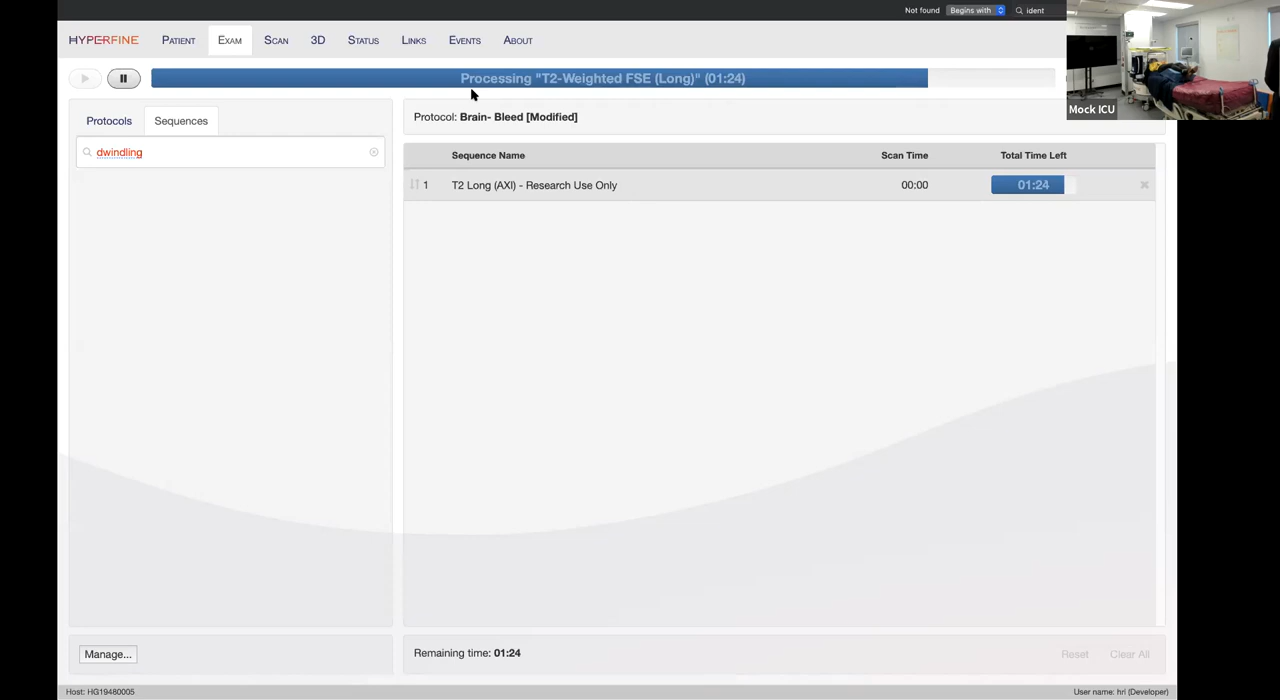 Not found Begins with ident
HYPERFINE PATIENT EXAM SCAN 3D STATUS LINKS EVENTS ABOUT
Processing "T2-Weighted FSE (Long)" (01:24)
Mock ICU
Protocols Sequences
Protocol: Brain- Bleed [Modified]
dwindling
Sequence Name Scan Time Total Time Left
1 T2 Long (AXI) - Research Use Only 00:00 01:24
Manage...
Remaining time: 01:24
Reset Clear All
Host: HG19480005 User name: hri (Developer)